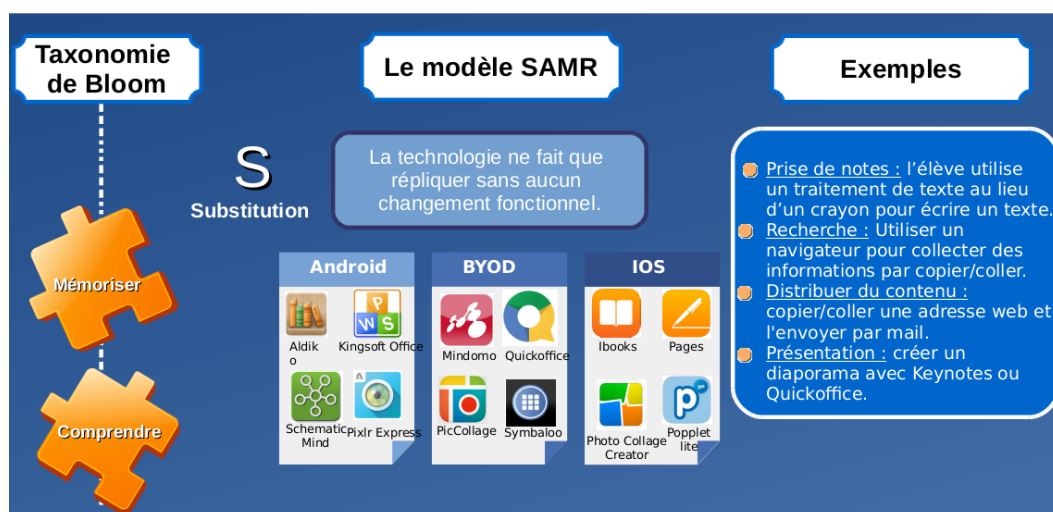 Taxonomie
de Bloom
Le modèle SAMR
Exemples
S
Substitution
La technologie ne fait que
répliquer sans aucun
changement fonctionnel.
Mémoriser
Comprendre
Android
Aldik
o
Kingsoft Office
Schematic
Mind
Pixlr Express
BYOD
Mindomo
Quickoffice
PicCollage
Symbaloo
IOS
Ibooks
Pages
Photo Collage
Creator
Popplet
lite
Prise de notes : l’élève utilise
un traitement de texte au lieu
d’un crayon pour écrire un texte.
Recherche : Utiliser un
navigateur pour collecter des
informations par copier/coller.
Distribuer du contenu :
copier/coller une adresse web et
l'envoyer par mail.
Présentation : créer un
diaporama avec Keynotes ou
Quickoffice.